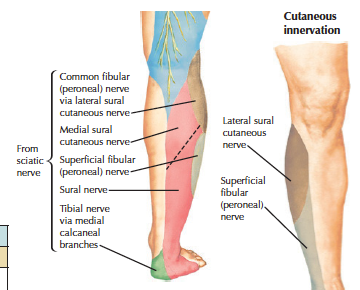 Cutaneous
innervation
Common fibular
(peroneal) nerve
via lateral sural
cutaneous nerve
Medial sural
cutaneous nerve
From
sciatic
nerve
Superficial fibular
(peroneal) nerve
Sural nerve
Tibial nerve
via medial
calcaneal
branches
Lateral sural
cutaneous
nerve
Superficial
fibular
(peroneal)
nerve